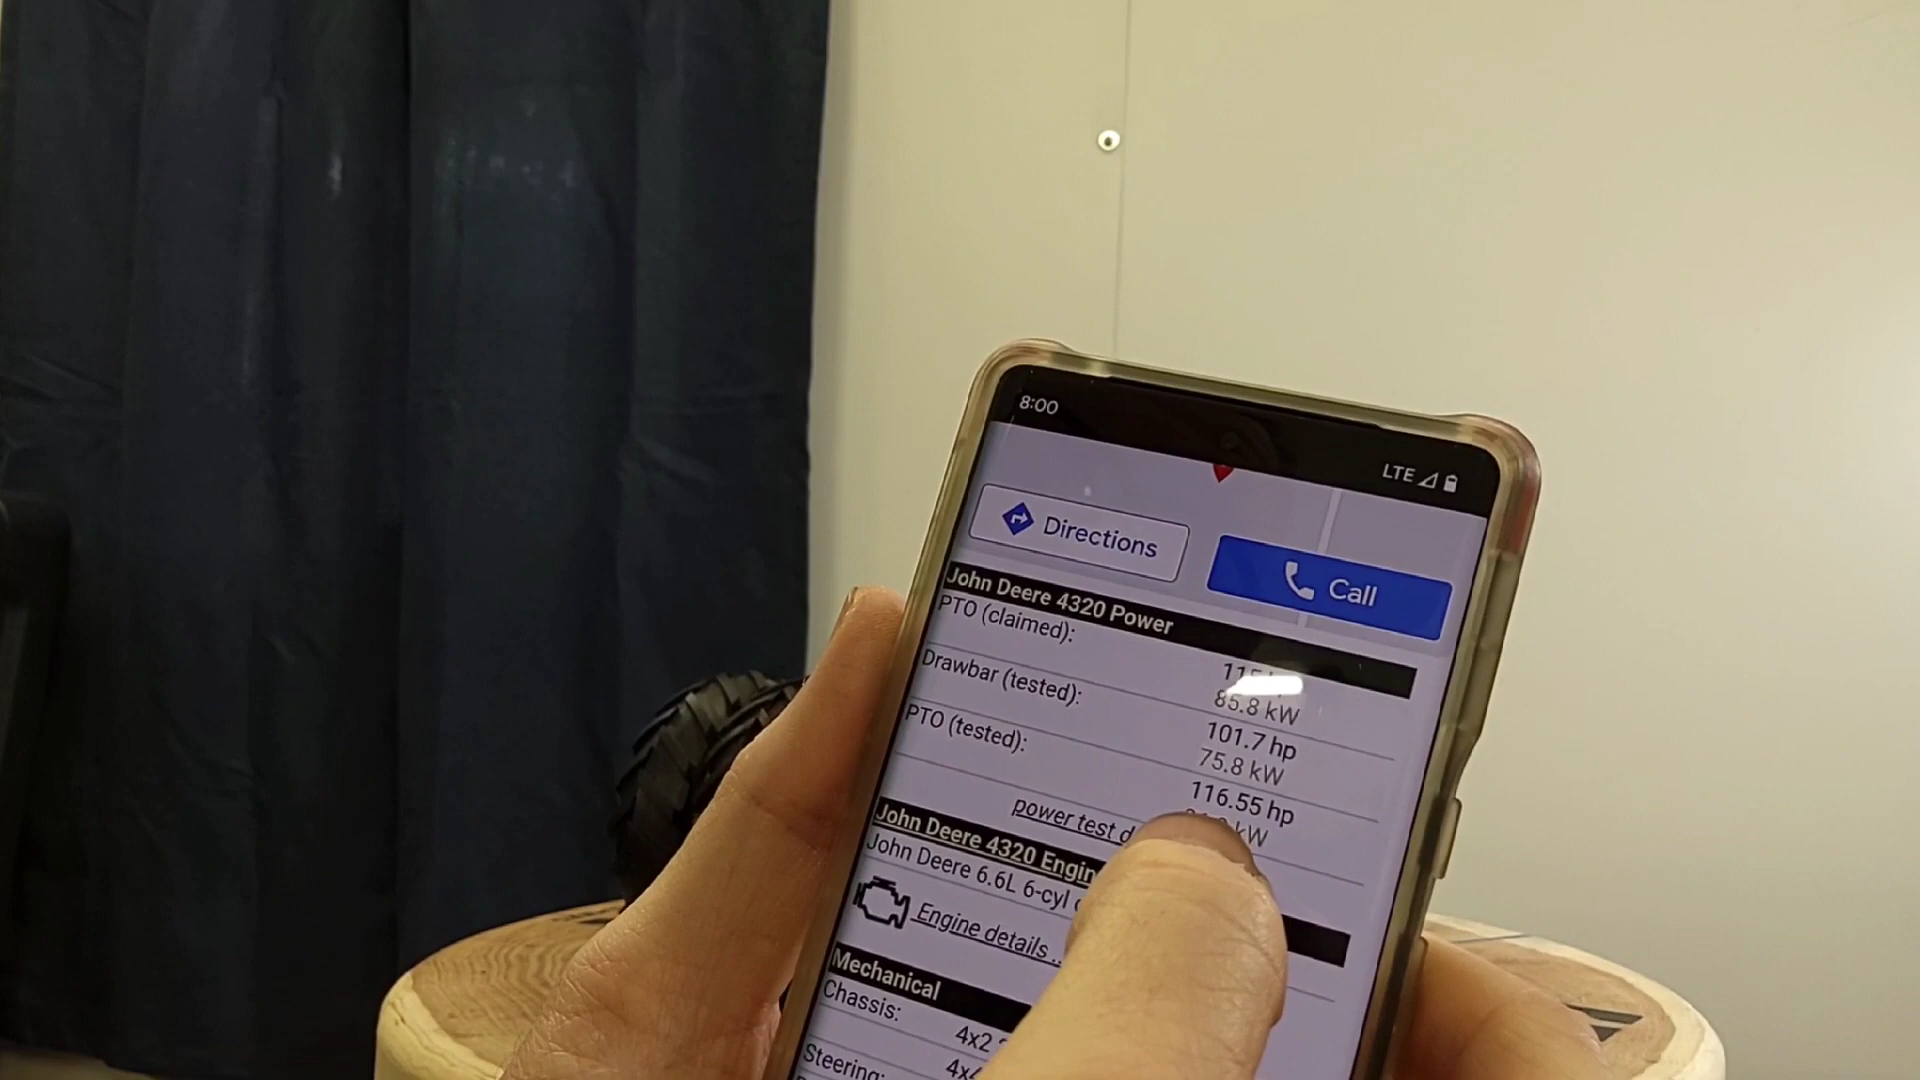 8:00
LTE
Directions
Call
John Deere 4320 Power
PTO (claimed):
85.8 kW
Drawbar (tested):
101.7 hp
75.8 kW
PTO (tested):
116.55 hp
kW
power test
John Deere 4320
John Deere 6.6L 6-cyl
Engine details ..
Mechanical
Chassis:
4x2
Steering: